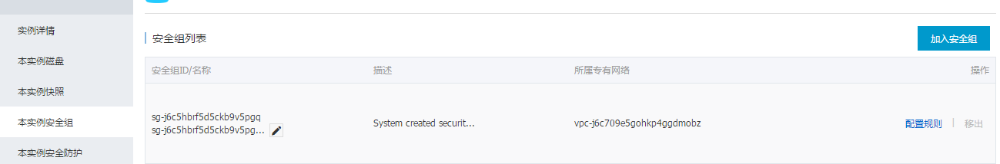 实例详情
本实例磁盘
本实例快照
本实例安全组
本实例安全防护
安全组列表
加入安全组
安全组ID/名称 描述 所属专有网络 操作
sg-j6c5hbrf5d5ckb9v5pgq
sg-j6c5hbrf5d5ckb9v5pg...
System created securit...
vpc-j6c709e5gohkp4ggdmobz
配置规则 | 移出